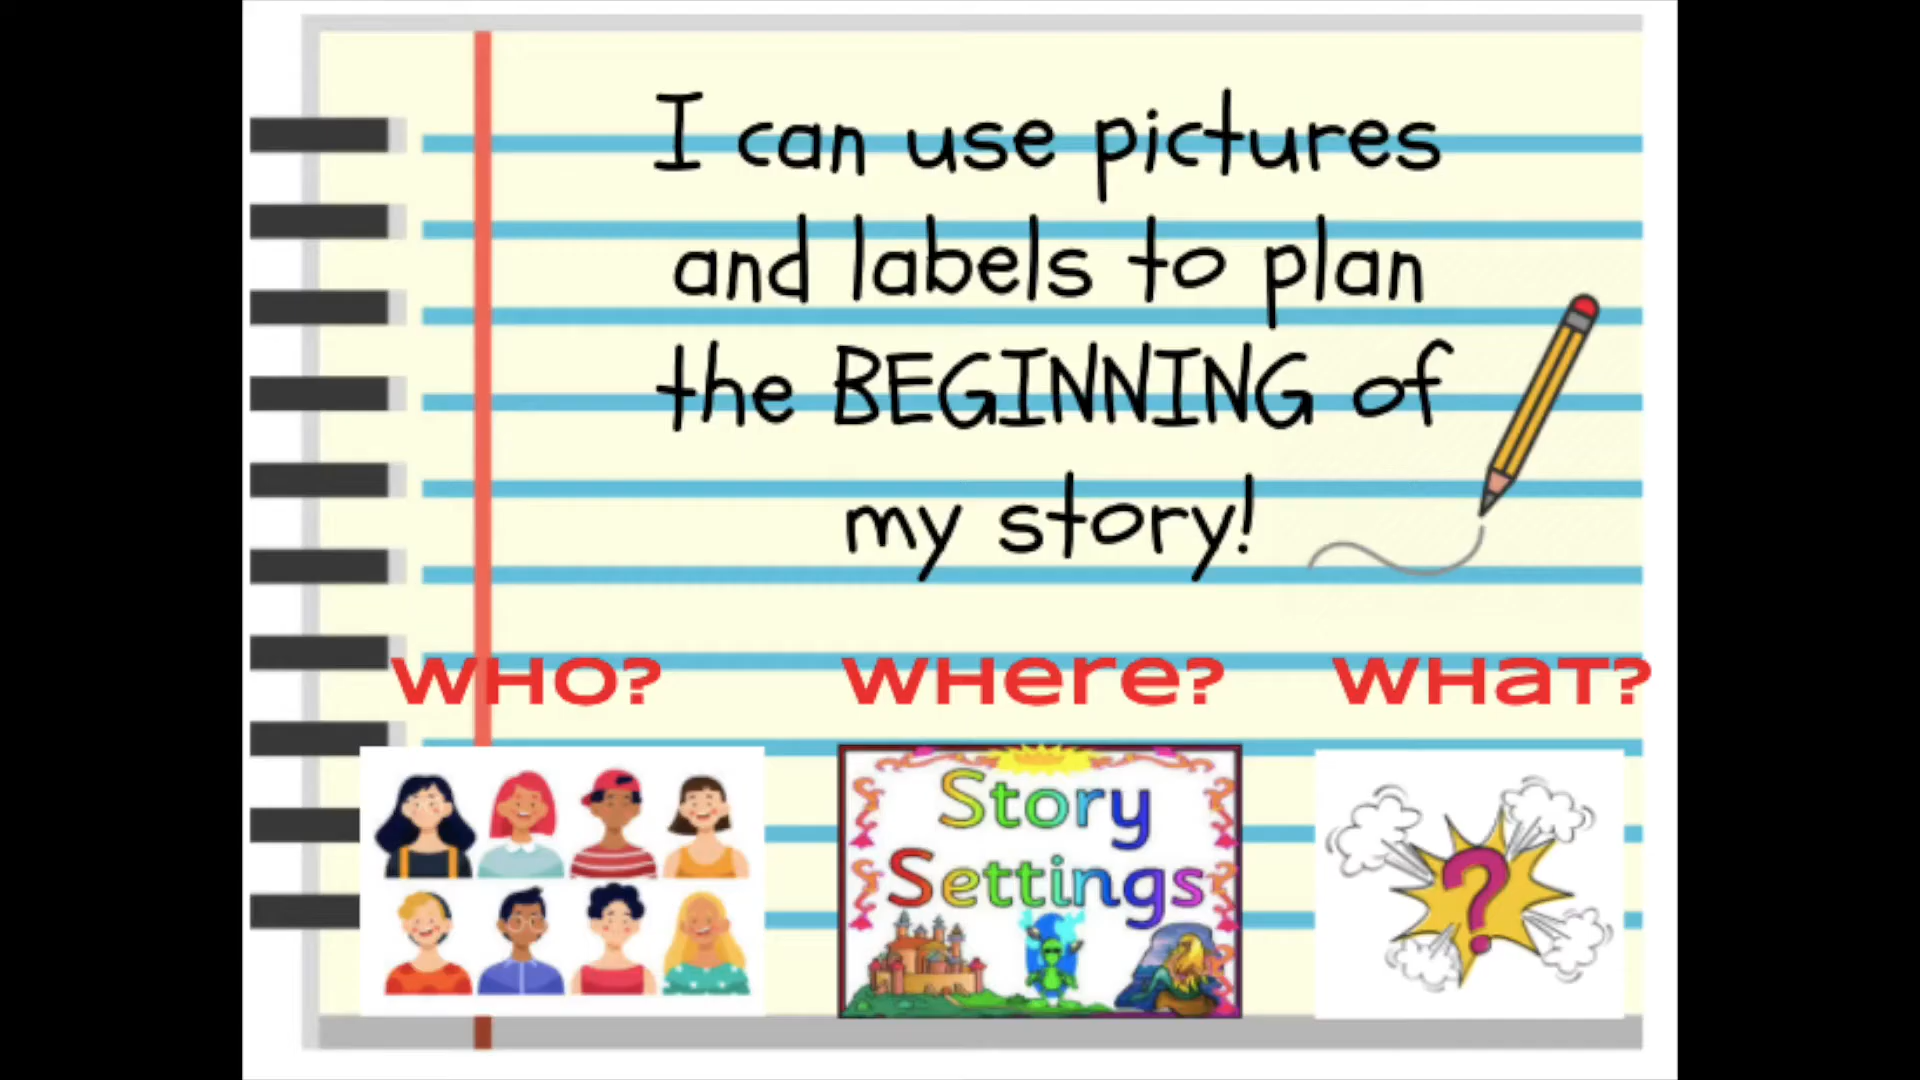 I can use pictures
and labels to plan
the BEGINNING of
my story!
WHO? WHere? WHaT?
Story
Settings
?